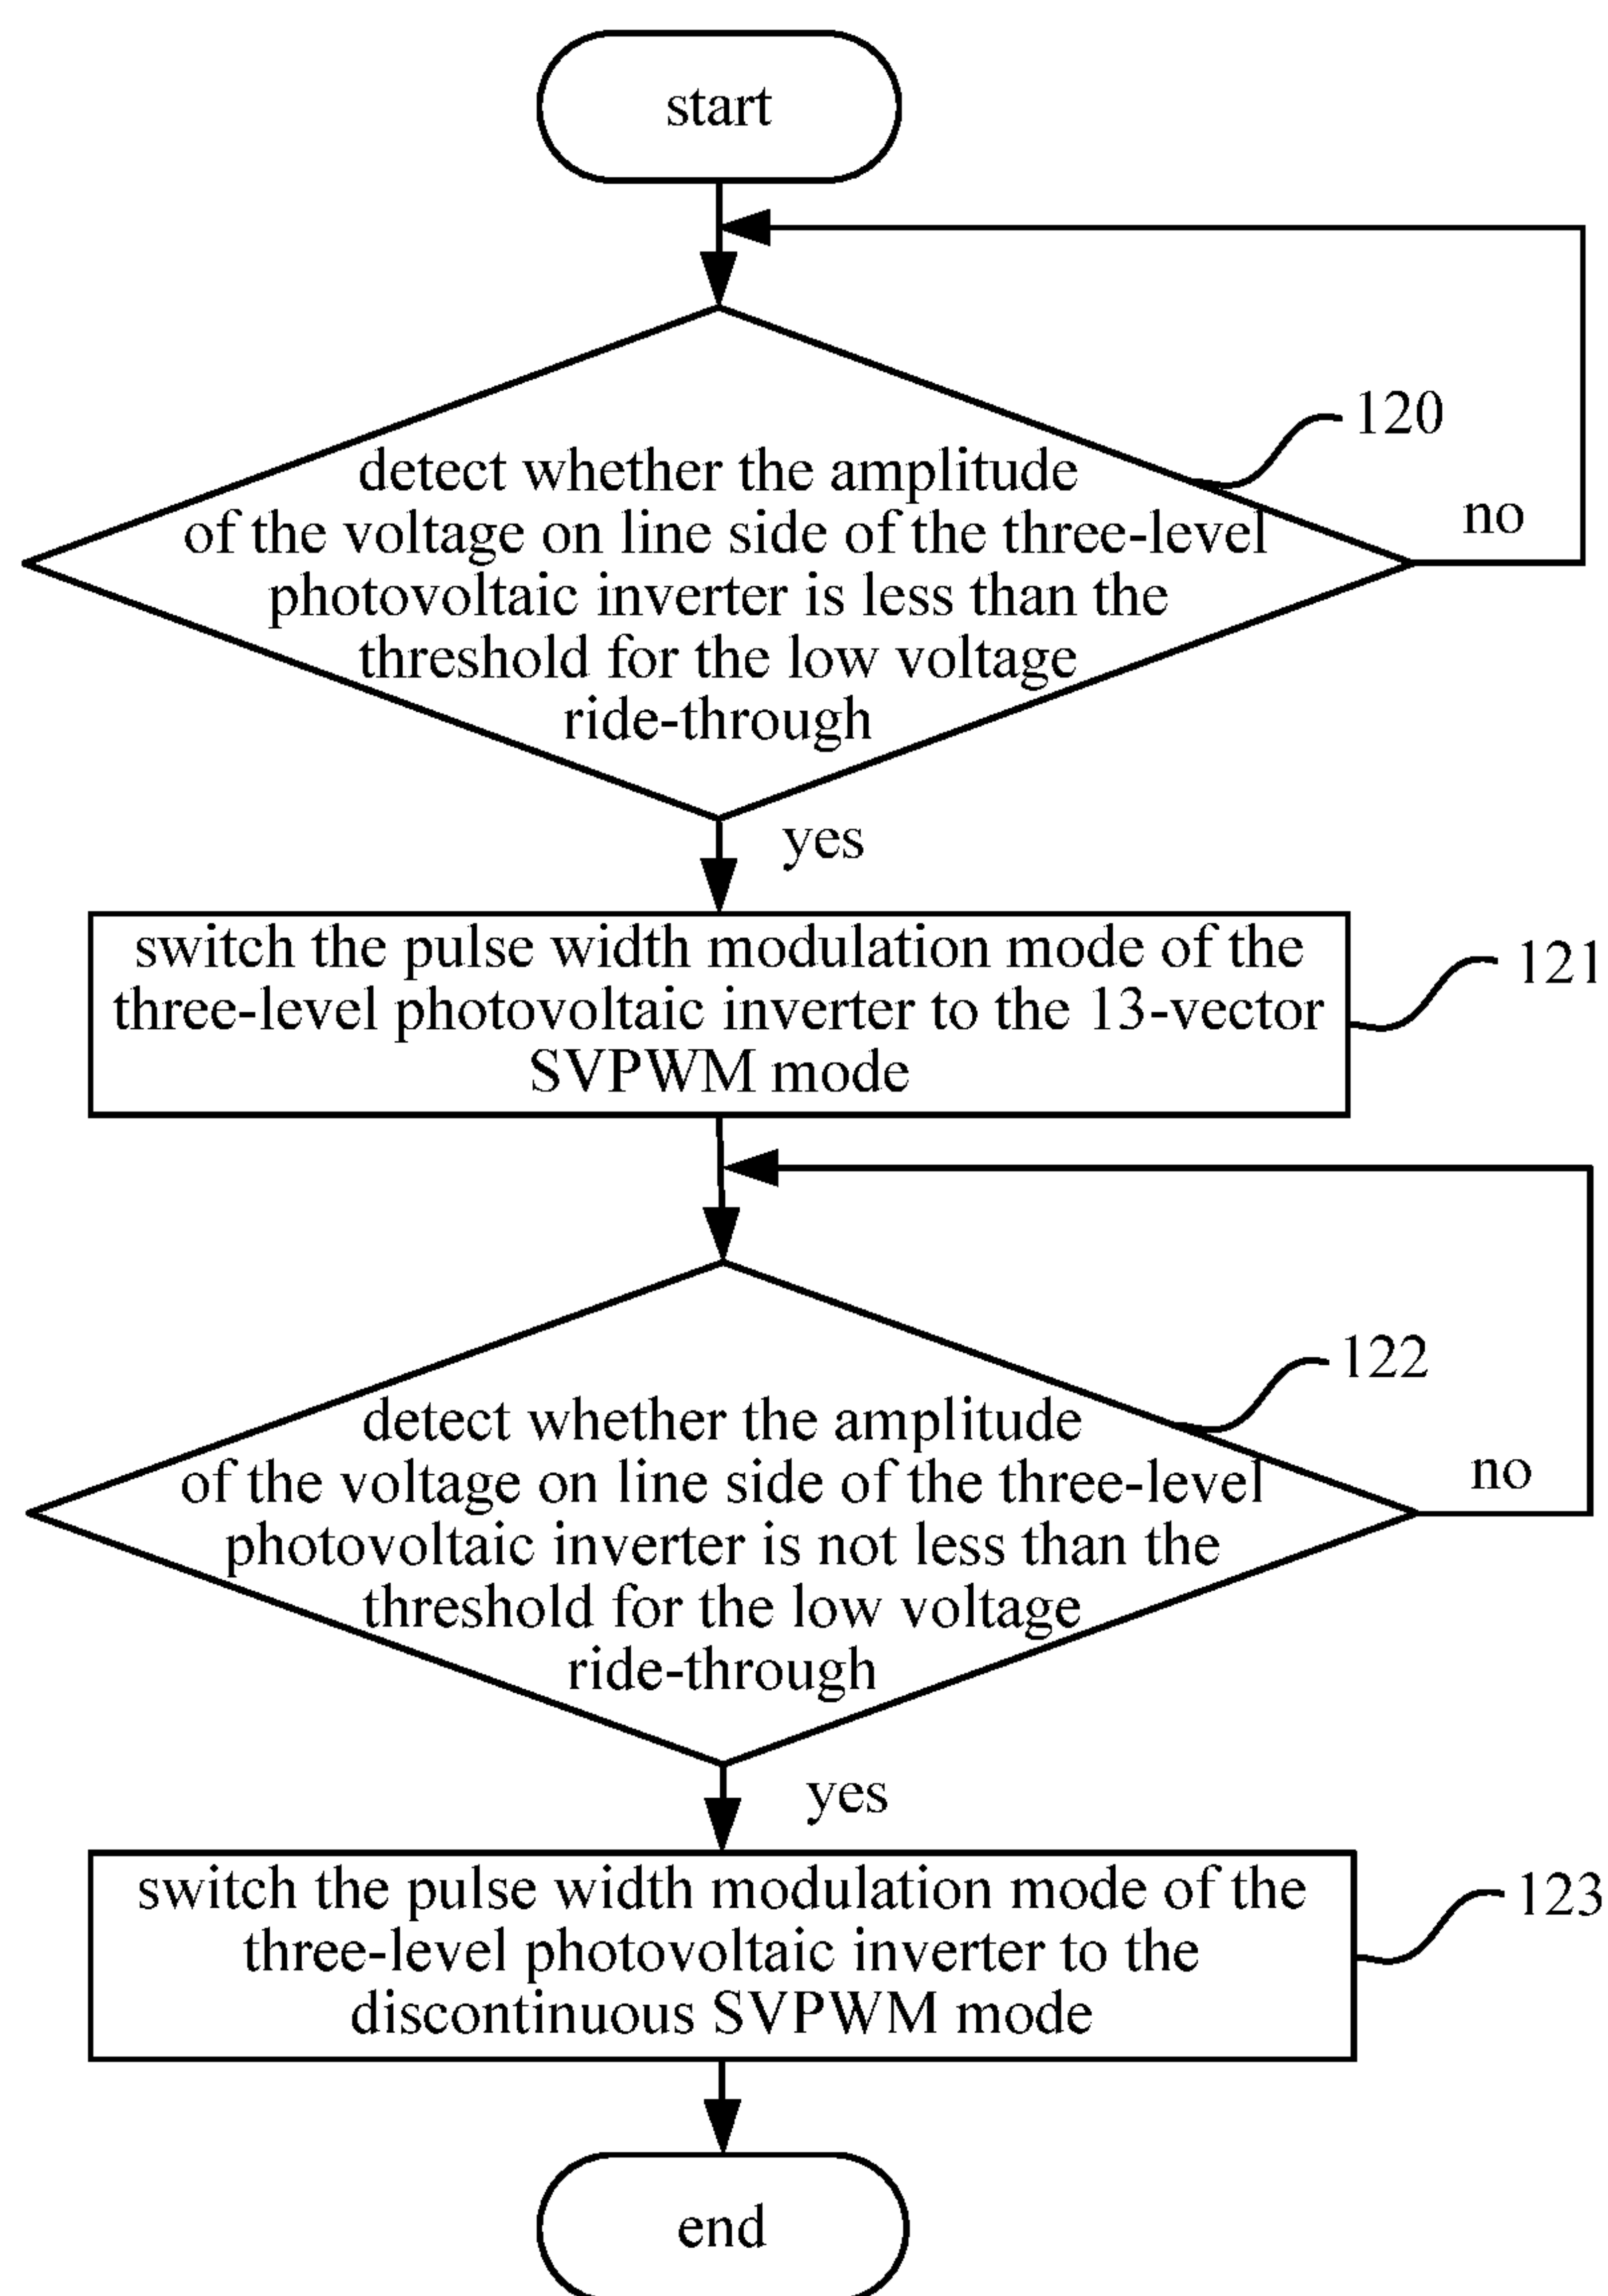 start
120
detect whether the amplitude
of the voltage on line side of the three-level
photovoltaic inverter is less than the
threshold for the low voltage
ride-through
no
yes
switch the pulse width modulation mode of the
three-level photovoltaic inverter to the 13-vector
SVPWM mode
121
122
detect whether the amplitude
of the voltage on line side of the three-level
photovoltaic inverter is not less than the
threshold for the low voltage
ride-through
no
yes
switch the pulse width modulation mode of the
three-level photovoltaic inverter to the
discontinuous SVPWM mode
123
end